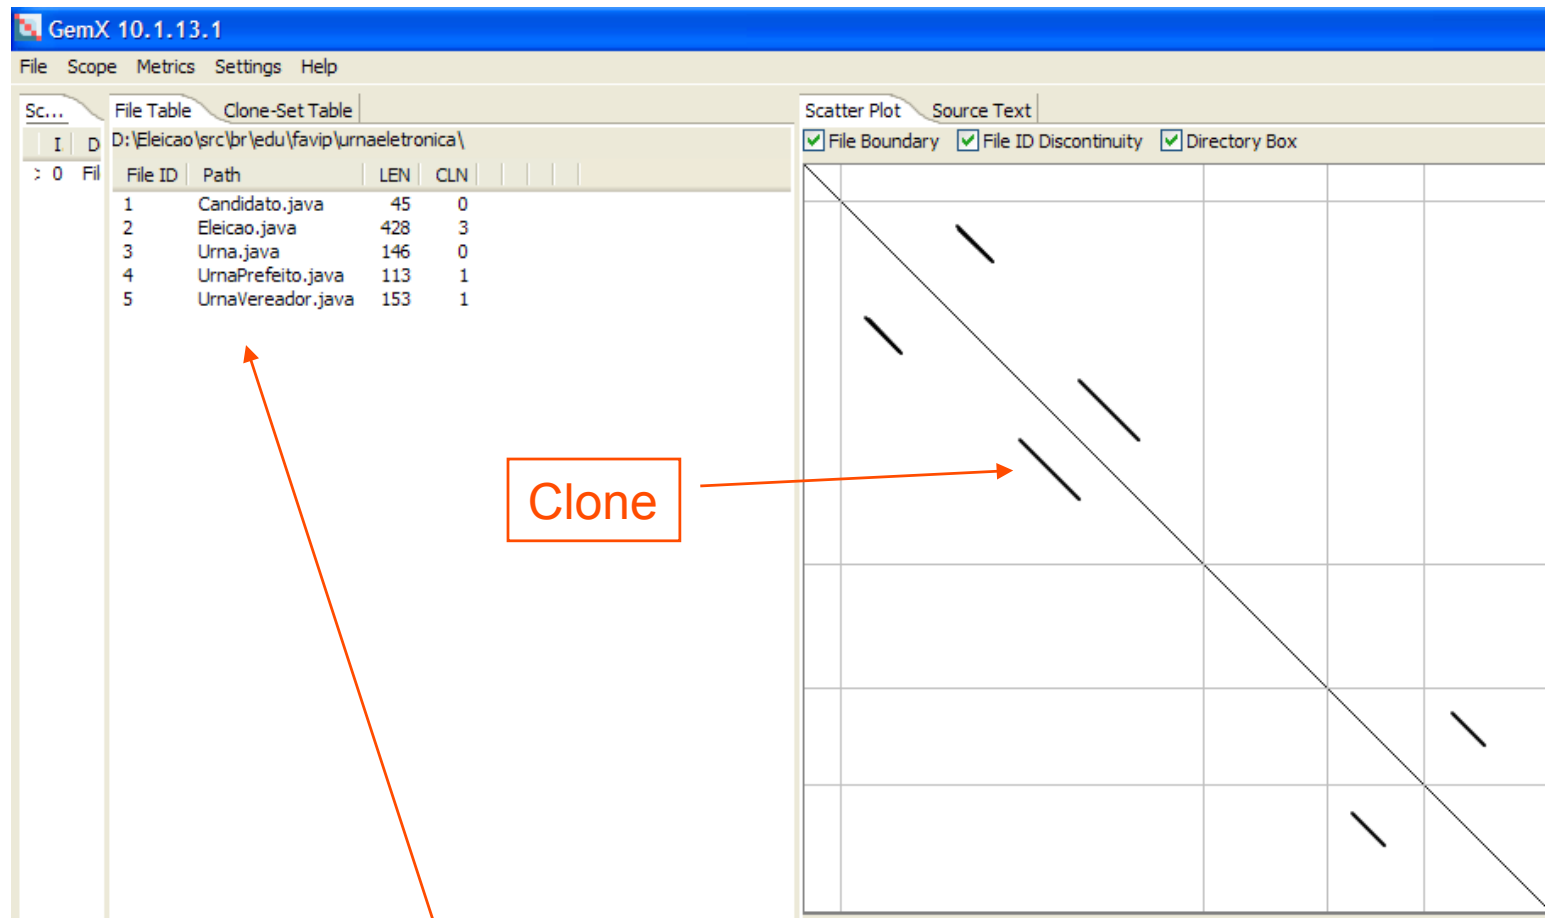 GemX 10.1.13.1
File Scope Metrics Settings Help
Sc... File Table Clone-Set Table Scatter Plot Source Text
I D D:\Eleicao\src\br\edu\favip\urnaeletronica\ File Boundary File ID Discontinuity Directory Box
0 Fil File ID Path LEN CLN
1 Candidato.java 45 0
2 Eleicao.java 428 3
3 Urna.java 146 0
4 UrnaPrefeito.java 113 1
5 UrnaVereador.java 153 1
Clone